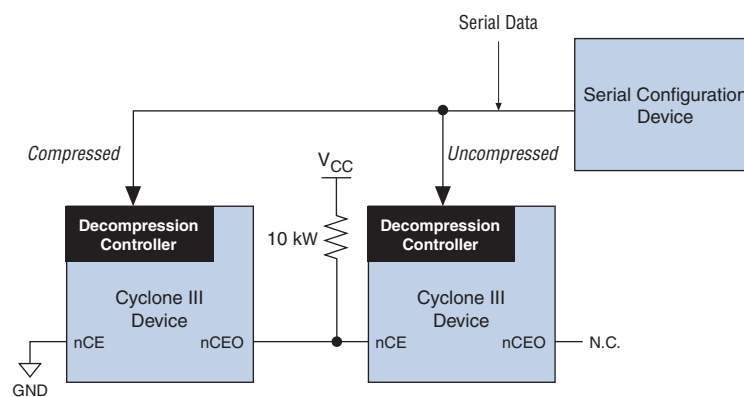 Serial Data
Serial Configuration
Device
Compressed
Uncompressed
VCC
10 kW
Decompression
Controller
Cyclone III
Device
nCE
nCEO
Decompression
Controller
Cyclone III
Device
nCE
nCEO
N.C.
GND